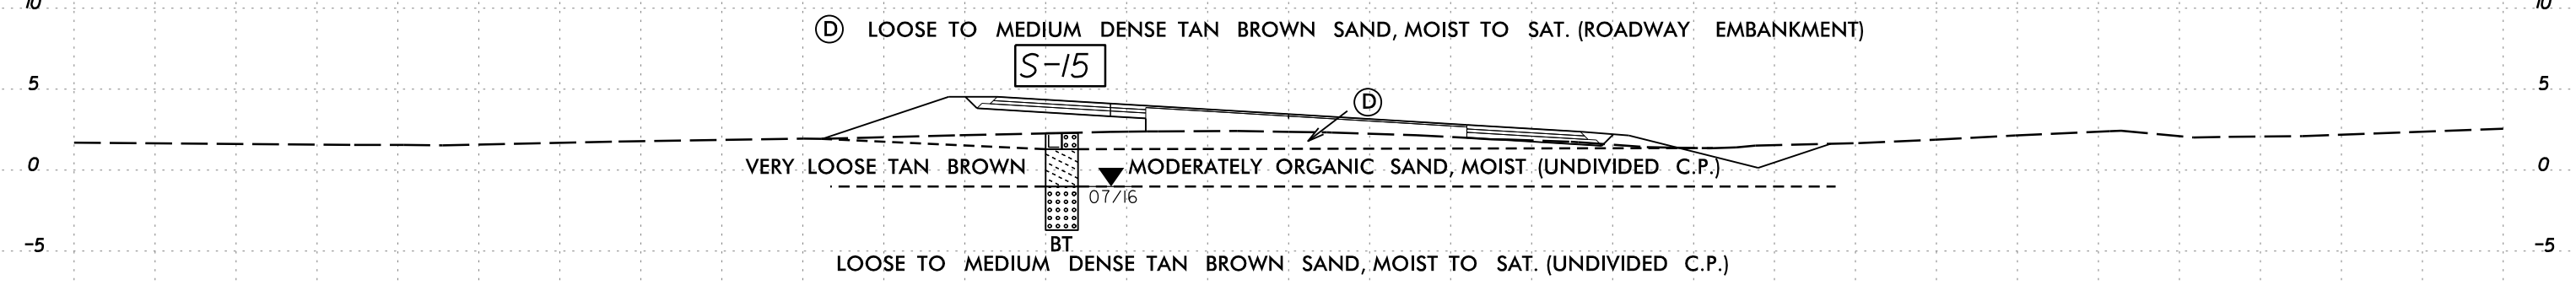 10 10
Ⓓ LOOSE TO MEDIUM DENSE TAN BROWN SAND, MOIST TO SAT. (ROADWAY EMBANKMENT)
S-15
5 5
D
0 VERY LOOSE TAN BROWN MODERATELY ORGANIC SAND, MOIST (UNDIVIDED C.P.) 0
07/16
-5 BT -5
LOOSE TO MEDIUM DENSE TAN BROWN SAND, MOIST TO SAT. (UNDIVIDED C.P.)